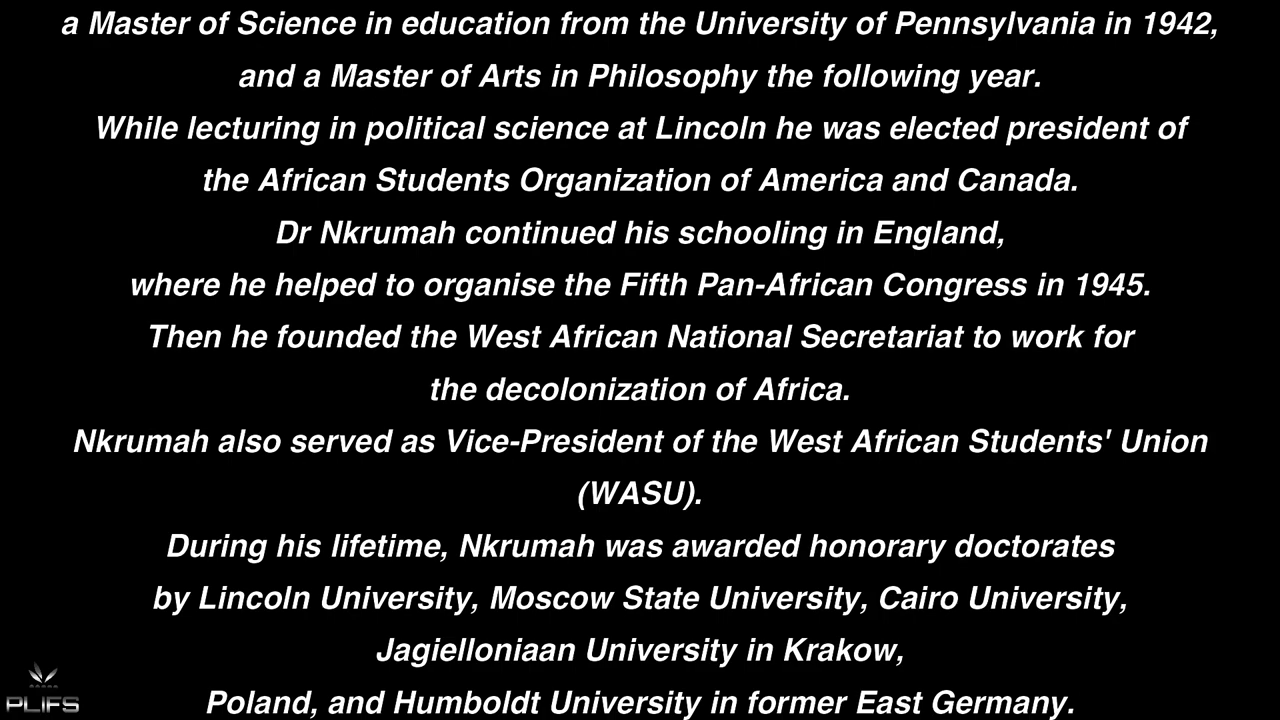 a Master of Science in education from the University of Pennsylvania in 1942,
and a Master of Arts in Philosophy the following year.
While lecturing in political science at Lincoln he was elected president of
the African Students Organization of America and Canada.
Dr Nkrumah continued his schooling in England,
where he helped to organise the Fifth Pan-African Congress in 1945.
Then he founded the West African National Secretariat to work for
the decolonization of Africa.
Nkrumah also served as Vice-President of the West African Students' Union
(WASU).
During his lifetime, Nkrumah was awarded honorary doctorates
by Lincoln University, Moscow State University, Cairo University,
Jagielloniaan University in Krakow,
Poland, and Humboldt University in former East Germany.
PLIFS